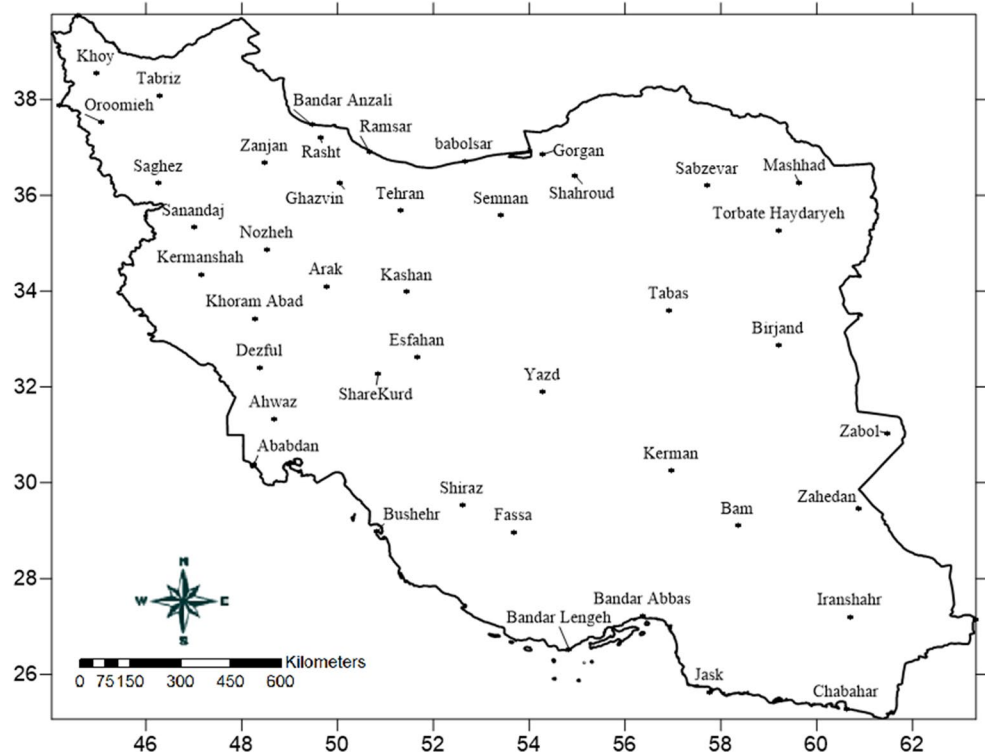 Khoy
Tabriz
38
Oroomieh
Bandar Anzali
Ramsar
Zanjan
Rasht
babolsar
Gorgan
Saghez
Ghazvin
Tehran
Semnan
Shahroud
Sabzevar
Mashhad
36
Sanandaj
Nozheh
Torbate Haydaryeh
Kermanshah
Arak
Kashan
34
Khoram Abad
Tabas
Esfahan
Birjand
Dezful
ShareKurd
Yazd
32
Ahwaz
Zabol
Ababdan
Kerman
30
Shiraz
Zahedan
Bushehr
Fassa
Bam
28
N
W E
S
Bandar Abbas
Iranshahr
Bandar Lengeh
Kilometers
0 75 150 300 450 600
26
Jask
Chabahar
46 48 50 52 54 56 58 60 62